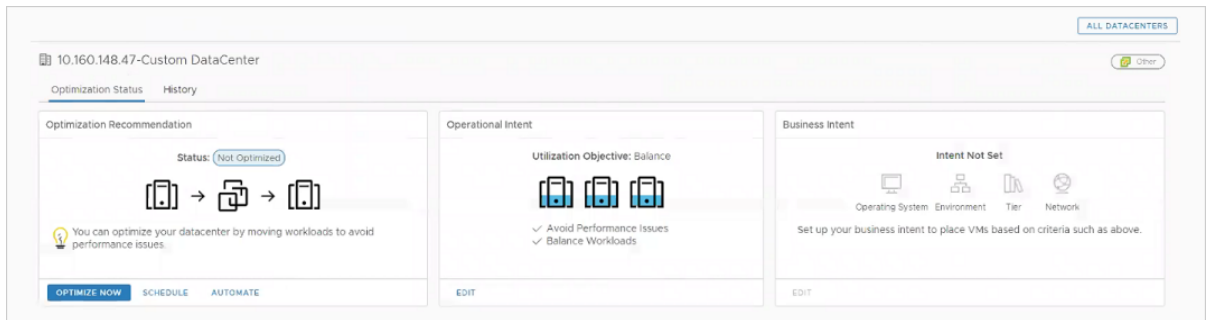 ALL DATACENTERS
10.160.148.47-Custom DataCenter
Other
Optimization Status History
Optimization Recommendation
Status: Not Optimized
You can optimize your datacenter by moving workloads to avoid
performance issues.
OPTIMIZE NOW SCHEDULE AUTOMATE
Operational Intent
Utilization Objective: Balance
Avoid Performance Issues
Balance Workloads
EDIT
Business Intent
Intent Not Set
Operating System Environment Tier Network
Set up your business intent to place VMs based on criteria such as above.
EDIT